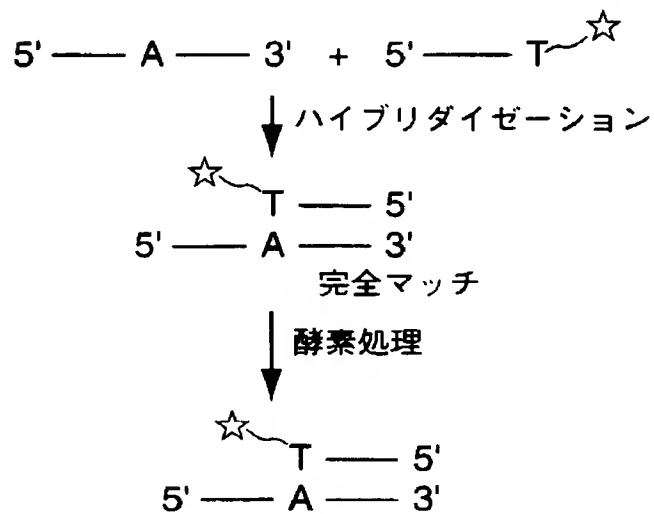 5' — A — 3' + 5' — T ☆
ハイブリダイゼーション
☆ T — 5'
5' — A — 3'
完全マッチ
酵素処理
☆ T — 5'
5' — A — 3'